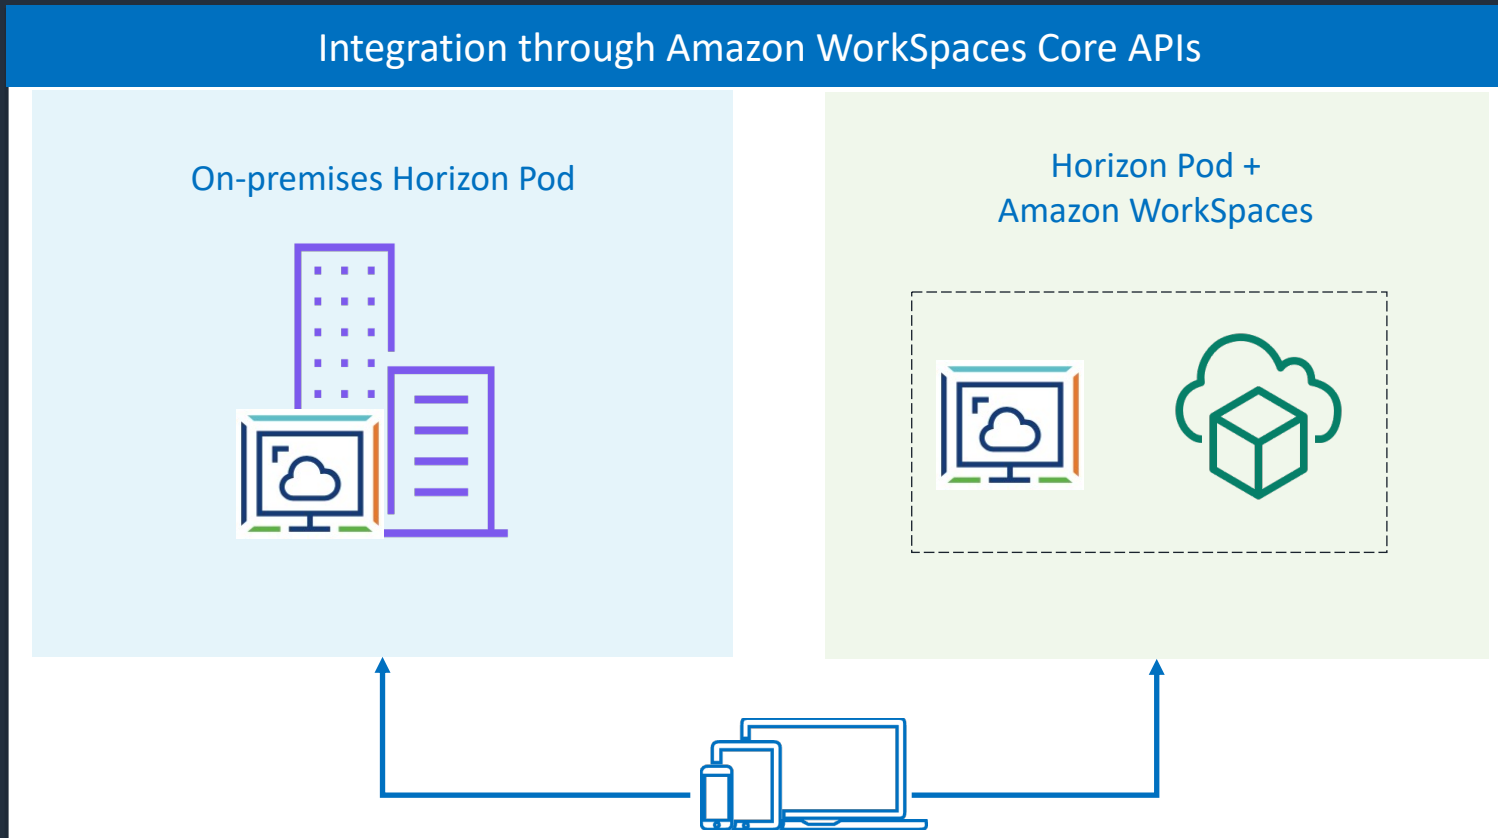 Integration through Amazon WorkSpaces Core APIs
On-premises Horizon Pod
Horizon Pod +
Amazon WorkSpaces